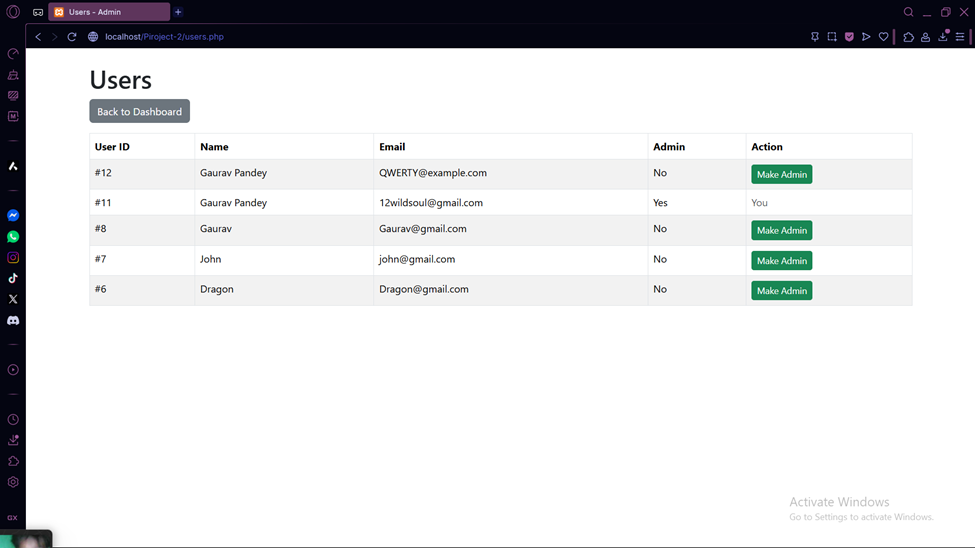 Users - Admin
localhost/Piroject-2/users.php
Users
Back to Dashboard
User ID Name Email Admin Action
#12 Gaurav Pandey QWERTY@example.com No Make Admin
#11 Gaurav Pandey 12wildsoul@gmail.com Yes You
#8 Gaurav Gaurav@gmail.com No Make Admin
#7 John john@gmail.com No Make Admin
#6 Dragon Dragon@gmail.com No Make Admin
Activate Windows
Go to Settings to activate Windows.